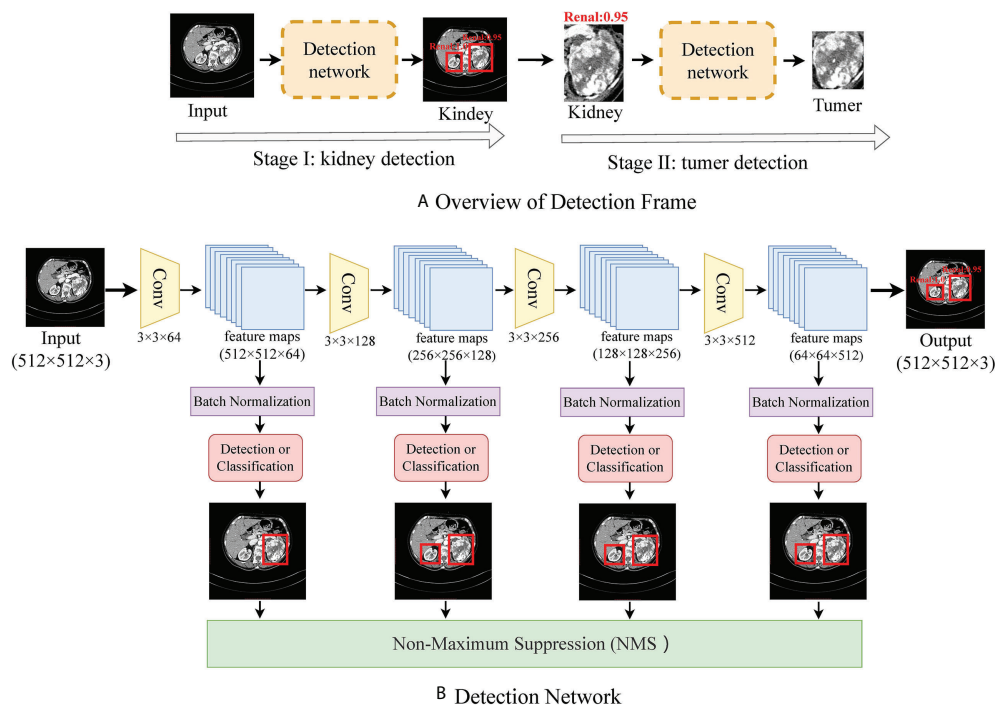 Renal:0.95
Detection
network
Detection
network
Input
Kindey
Kidney
Tumer
Stage I: kidney detection
Stage II: tumer detection
A Overview of Detection Frame
Conv
Conv
Conv
Conv
Input
(512×512×3)
3×3×64
feature maps
(512×512×64)
3×3×128
feature maps
(256×256×128)
3×3×256
feature maps
(128×128×256)
3×3×512
feature maps
(64×64×512)
Output
(512×512×3)
Batch Normalization
Batch Normalization
Batch Normalization
Batch Normalization
Detection or
Classification
Detection or
Classification
Detection or
Classification
Detection or
Classification
Non-Maximum Suppression (NMS )
B Detection Network